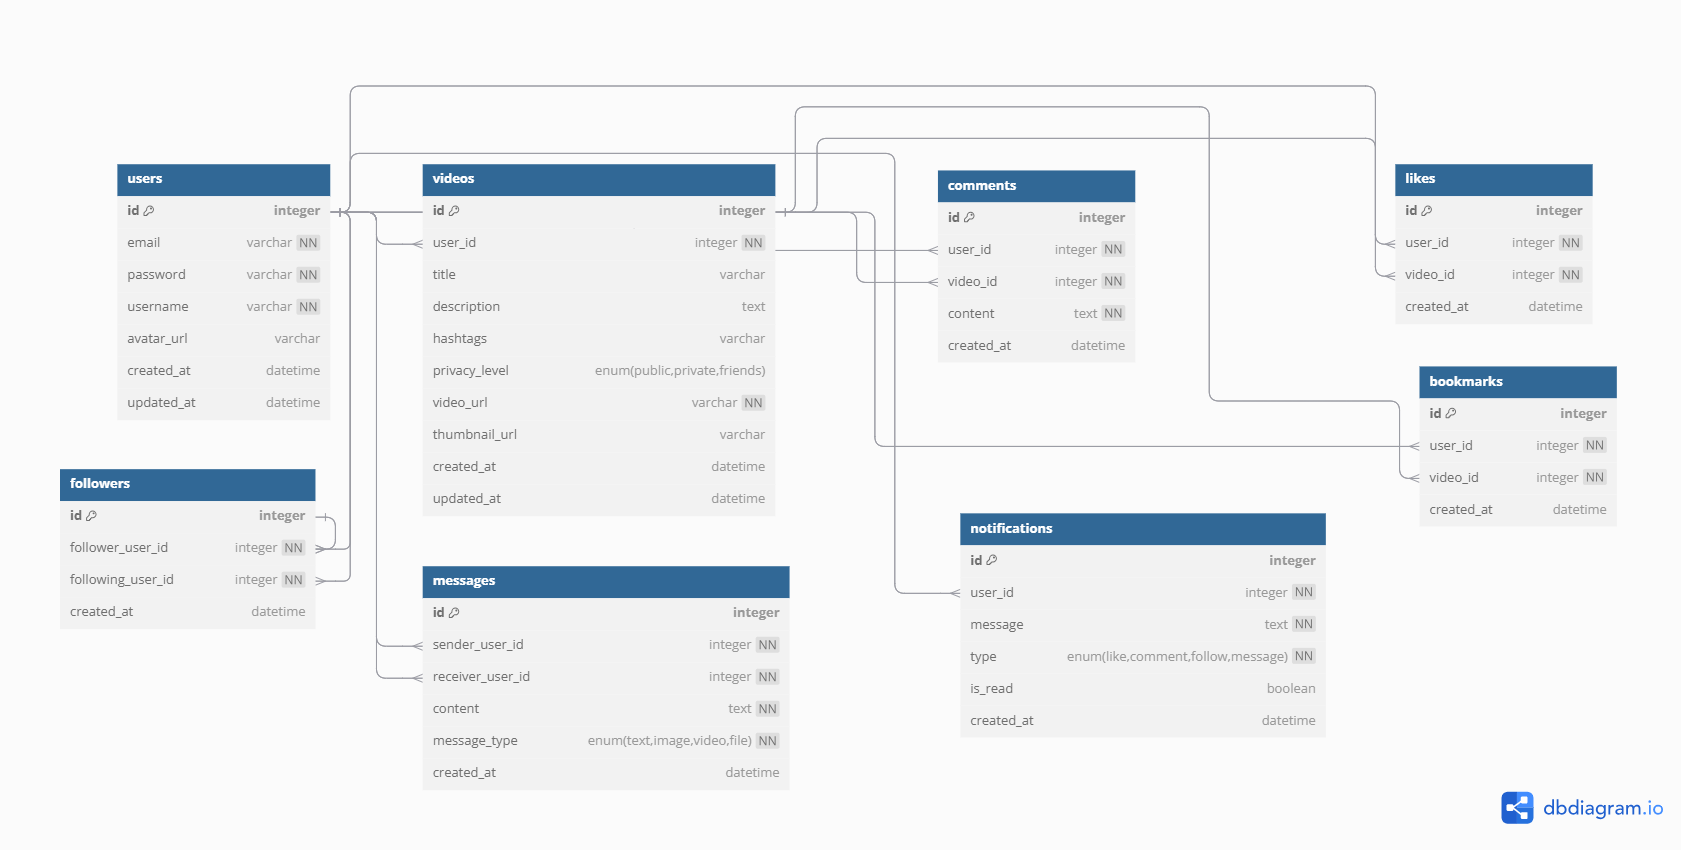 users
id integer
email varchar NN
password varchar NN
username varchar NN
avatar_url varchar
created_at datetime
updated_at datetime
videos
id integer
user_id integer NN
title varchar
description text
hashtags varchar
privacy_level enum(public,private,friends)
video_url varchar NN
thumbnail_url varchar
created_at datetime
updated_at datetime
comments
id integer
user_id integer NN
video_id integer NN
content text NN
created_at datetime
likes
id integer
user_id integer NN
video_id integer NN
created_at datetime
bookmarks
id integer
user_id integer NN
video_id integer NN
created_at datetime
followers
id integer
follower_user_id integer NN
following_user_id integer NN
created_at datetime
messages
id integer
sender_user_id integer NN
receiver_user_id integer NN
content text NN
message_type enum(text,image,video,file) NN
created_at datetime
notifications
id integer
user_id integer NN
message text NN
type enum(like,comment,follow,message) NN
is_read boolean
created_at datetime
dbdiagram.io